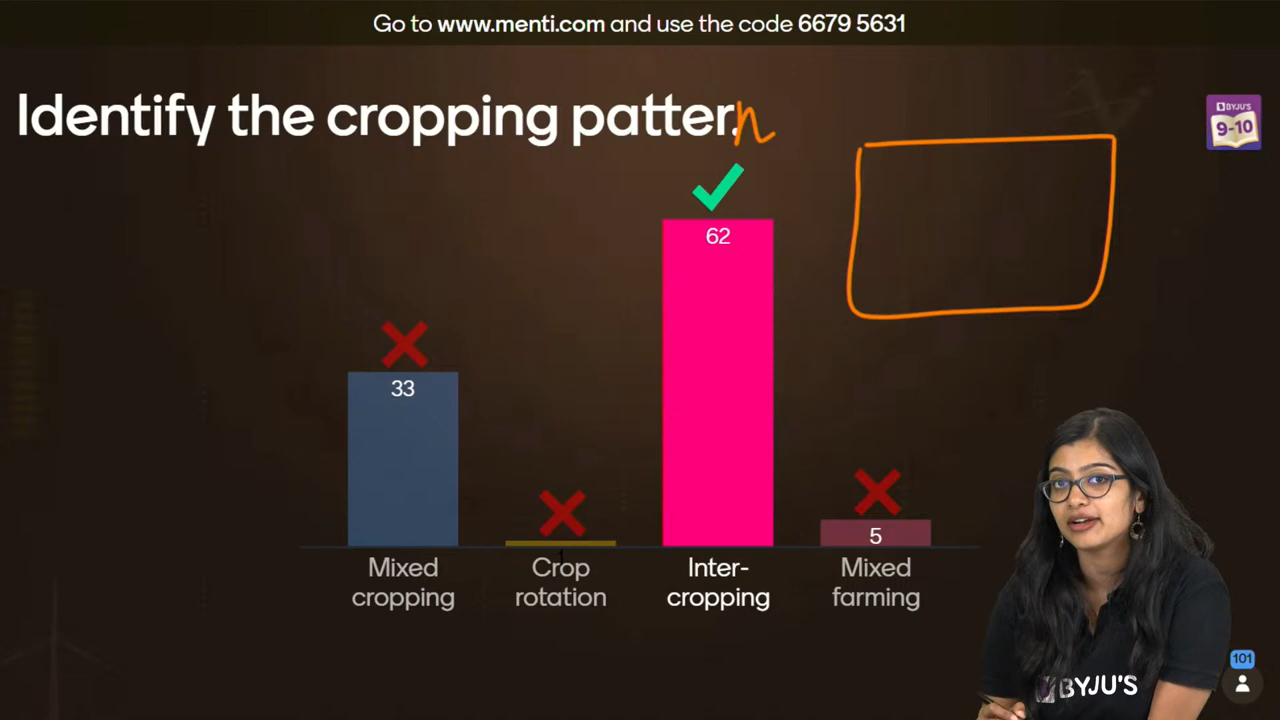 Go to www.menti.com and use the code 6679 5631
Identify the cropping pattern
BYJU'S
9-10
62
33
1
5
Mixed cropping
Crop rotation
Inter-cropping
Mixed farming
101
BYJU'S